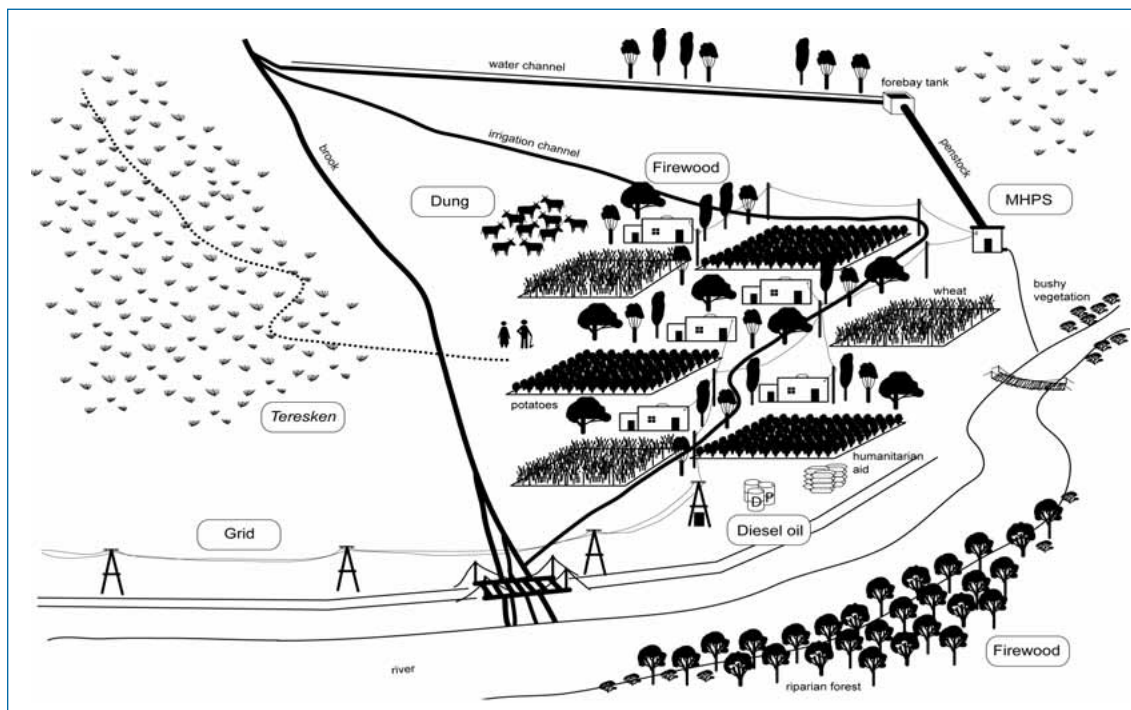 water channel
forebay tank
irrigation channel
brook
penstock
Firewood
Dung
MHPS
bushy
vegetation
wheat
Teresken
potatoes
humanitarian
aid
D P
Diesel oil
Grid
Firewood
river
riparian forest